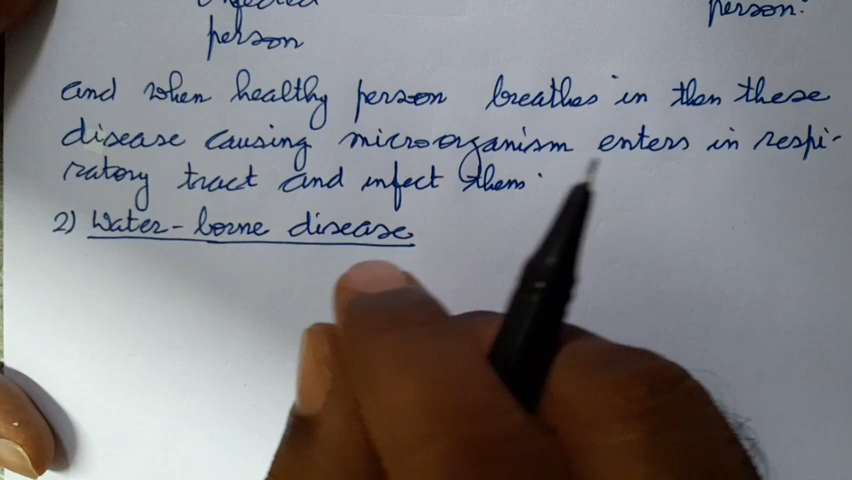 infected
person.
person
and when healthy person breathes in then these
disease causing microorganism enters in respi-
ratory tract and infect them.
2) Water-borne disease